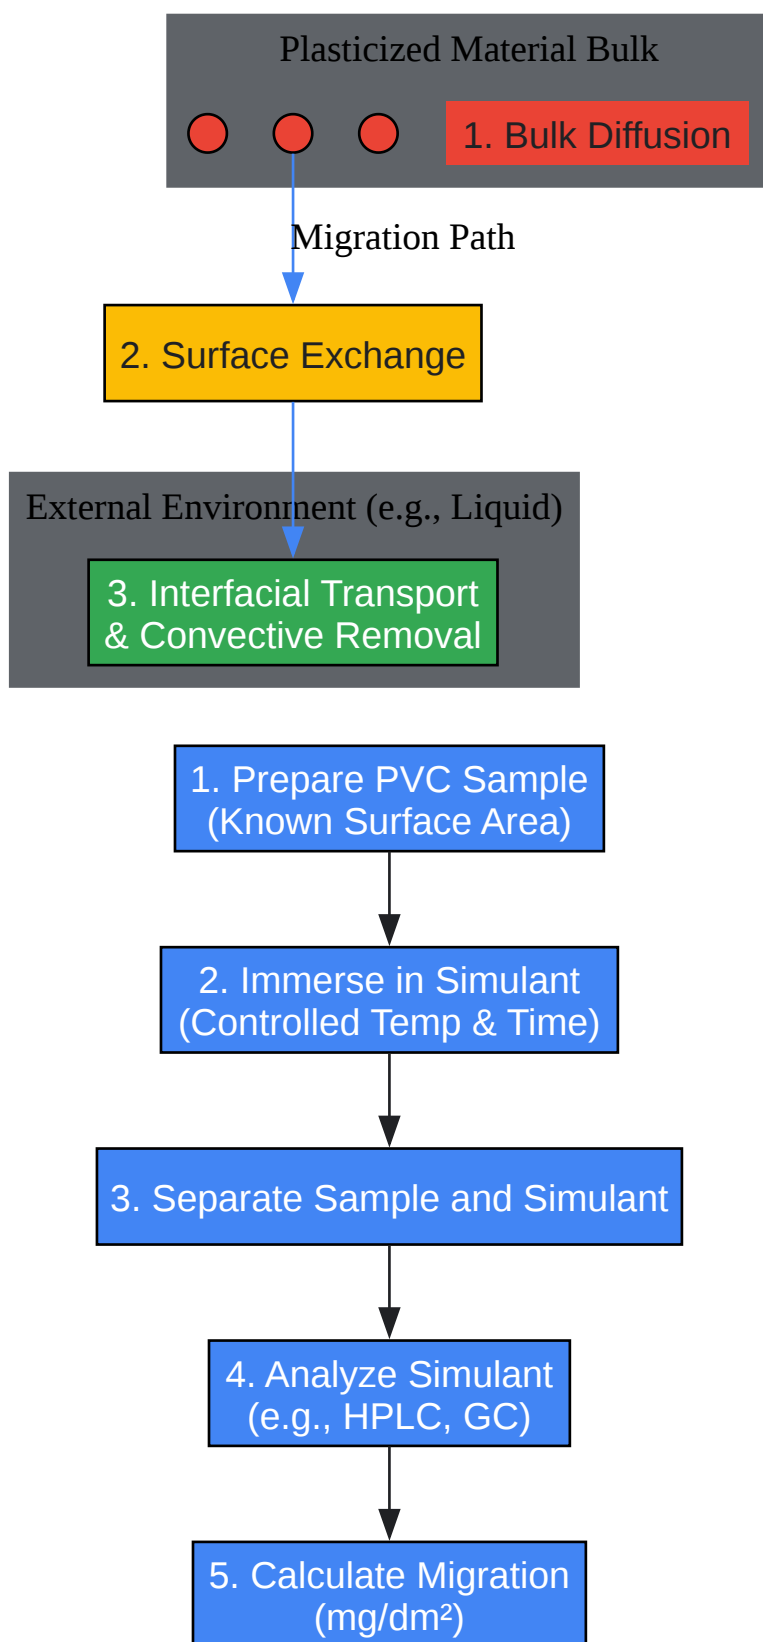 Plasticized Material Bulk
1. Bulk Diffusion
Migration Path
2. Surface Exchange
External Environment (e.g., Liquid)
3. Interfacial Transport
& Convective Removal
1. Prepare PVC Sample
(Known Surface Area)
2. Immerse in Simulant
(Controlled Temp & Time)
3. Separate Sample and Simulant
4. Analyze Simulant
(e.g., HPLC, GC)
5. Calculate Migration
(mg/dm²)